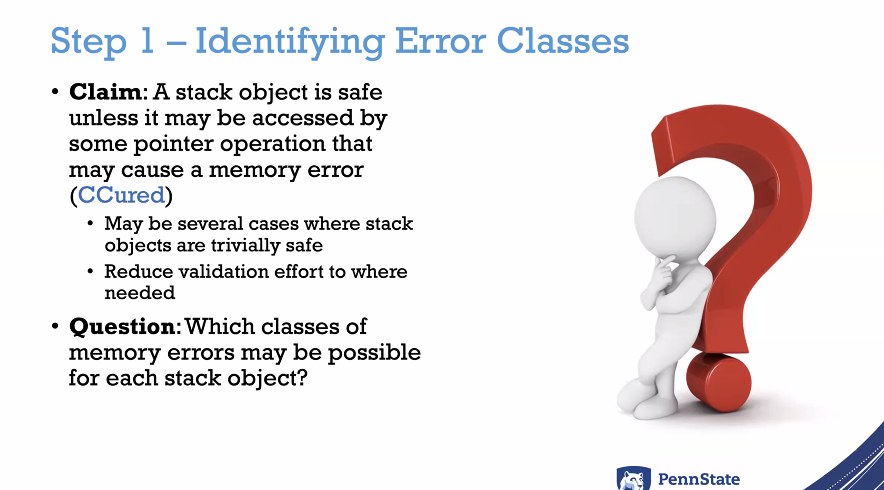 Step 1 – Identifying Error Classes
• Claim: A stack object is safe
unless it may be accessed by
some pointer operation that
may cause a memory error
(CCured)
• May be several cases where stack
objects are trivially safe
• Reduce validation effort to where
needed
• Question: Which classes of
memory errors may be possible
for each stack object?
PennState